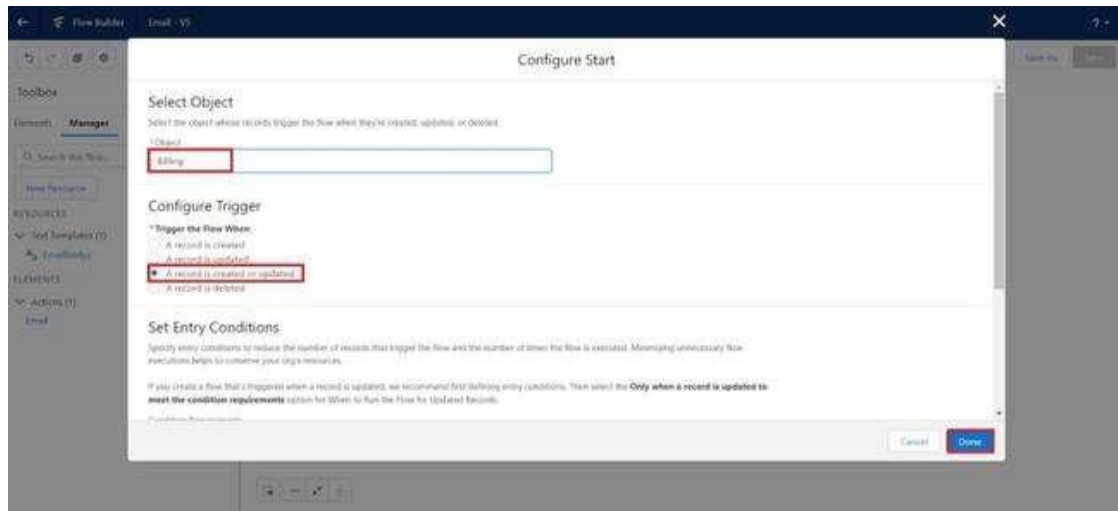 Flow Builder
Email - V5
?
Configure Start
Save As
Toolbox
Select Object
Select the object whose records trigger the flow when they're created, updated, or deleted.
Elements Manager
*Object
Billing
Search this flow...
New Resource
Configure Trigger
*Trigger the Flow When:
RESOURCES
A record is created
Text Templates (1)
A record is updated
A record is created or updated
A record is deleted
ELEMENTS
Actions (1)
Email
Set Entry Conditions
Specify entry conditions to reduce the number of records that trigger the flow and the number of times the flow is executed. Minimizing unnecessary flow
executions helps to conserve your org's resources.
If you create a flow that's triggered when a record is updated, we recommend first defining entry conditions. Then select the Only when a record is updated to
meet the condition requirements option for When to Run the Flow for Updated Records.
Condition Requirements
Cancel
Done